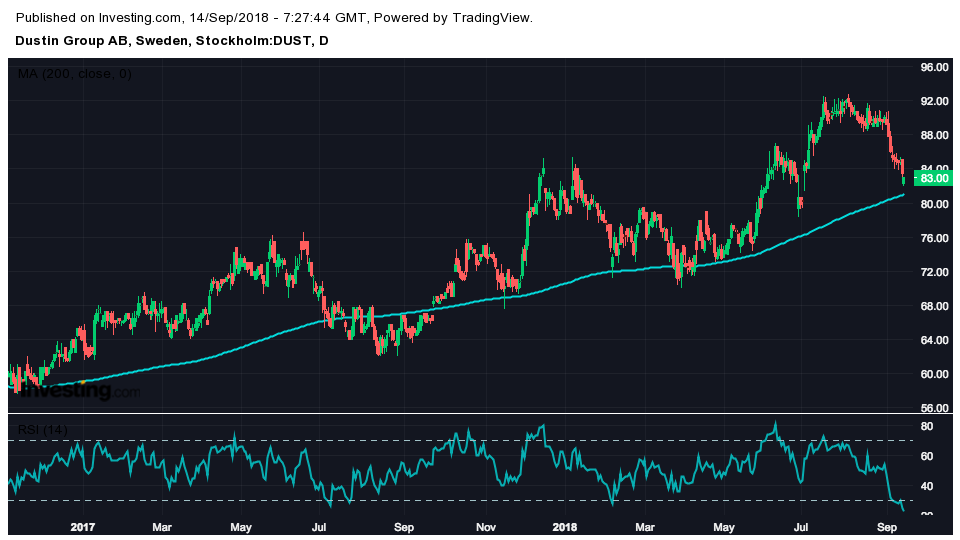 Published on Investing.com, 14/Sep/2018 - 7:27:44 GMT, Powered by TradingView.
Dustin Group AB, Sweden, Stockholm:DUST, D
MA (200, close, 0)
96.00
92.00
88.00
84.00
83.00
80.00
76.00
72.00
68.00
64.00
60.00
56.00
Investing.com
RSI (14)
80
60
40
20
2017 Mar May Jul Sep Nov 2018 Mar May Jul Sep